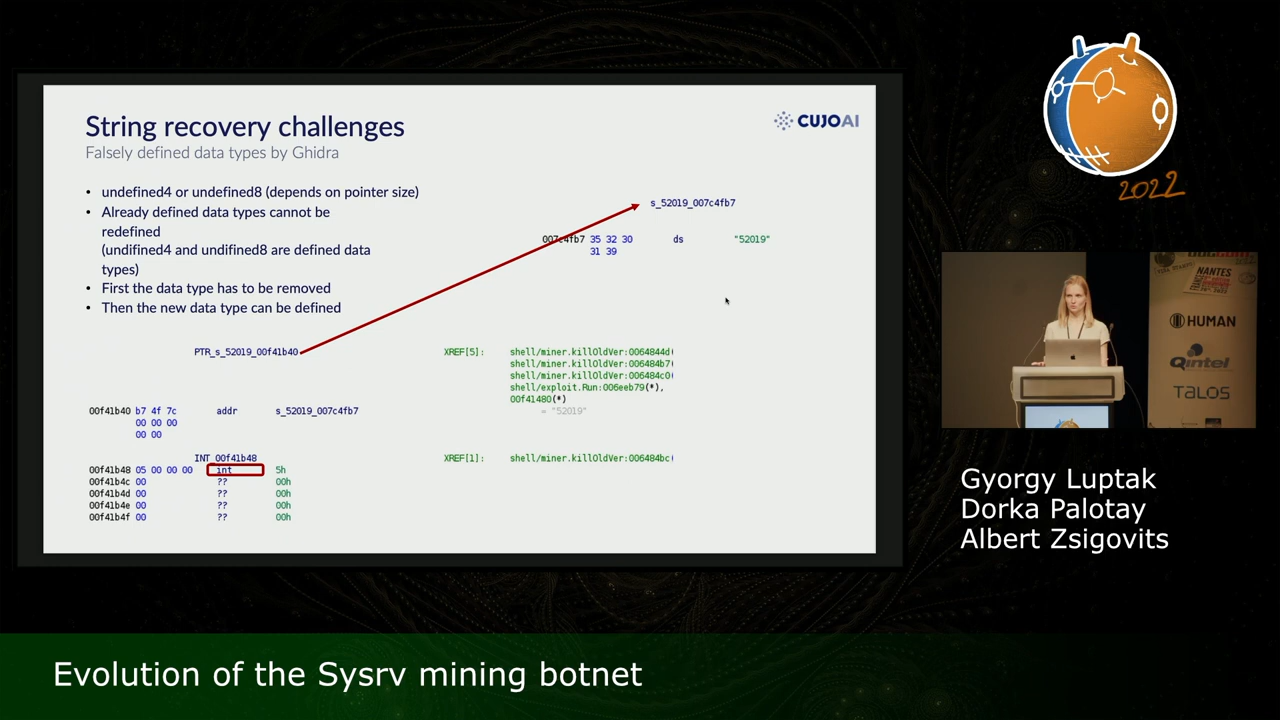 String recovery challenges
CUJOAI
Falsely defined data types by Ghidra
• undefined4 or undefined8 (depends on pointer size)
• Already defined data types cannot be
redefined
(undifined4 and undifined8 are defined data
types)
• First the data type has to be removed
• Then the new data type can be defined
s_52019_007c4fb7
007c4fb7 35 32 30 ds "52019"
31 39
PTR_s_52019_00f41b40 XREF[5]: shell/miner.killOldVer:0064844d(
shell/miner.killOldVer:006484b7(
shell/miner.killOldVer:006484c0(
shell/exploit.Run:006eeb79(*),
00f41480(*)
00f41b40 b7 4f 7c addr s_52019_007c4fb7 = "52019"
00 00 00
00 00
INT_00f41b48 XREF[1]: shell/miner.killOldVer:006484bc(
00f41b48 05 00 00 00 int 5h
00f41b4c 00 ?? 00h
00f41b4d 00 ?? 00h
00f41b4e 00 ?? 00h
00f41b4f 00 ?? 00h
2022
NANTES
HUMAN
Qintel
TALOS
Gyorgy Luptak
Dorka Palotay
Albert Zsigovits
Evolution of the Sysrv mining botnet